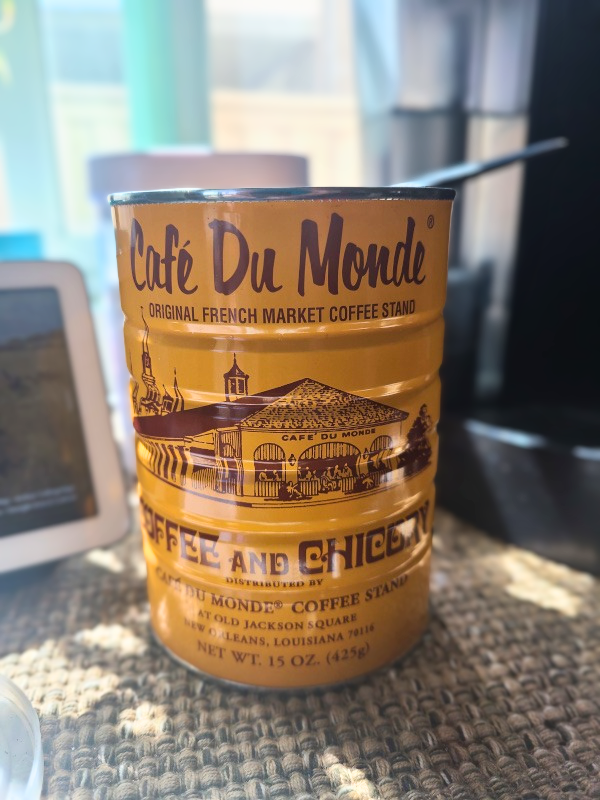 Café Du Monde®
ORIGINAL FRENCH MARKET COFFEE STAND
CAFE DU MONDE
COFFEE AND CHICORY
DISTRIBUTED BY
CAFÉ DU MONDE® COFFEE STAND
AT OLD JACKSON SQUARE
NEW ORLEANS, LOUISIANA 70116
NET WT. 15 OZ. (425g)